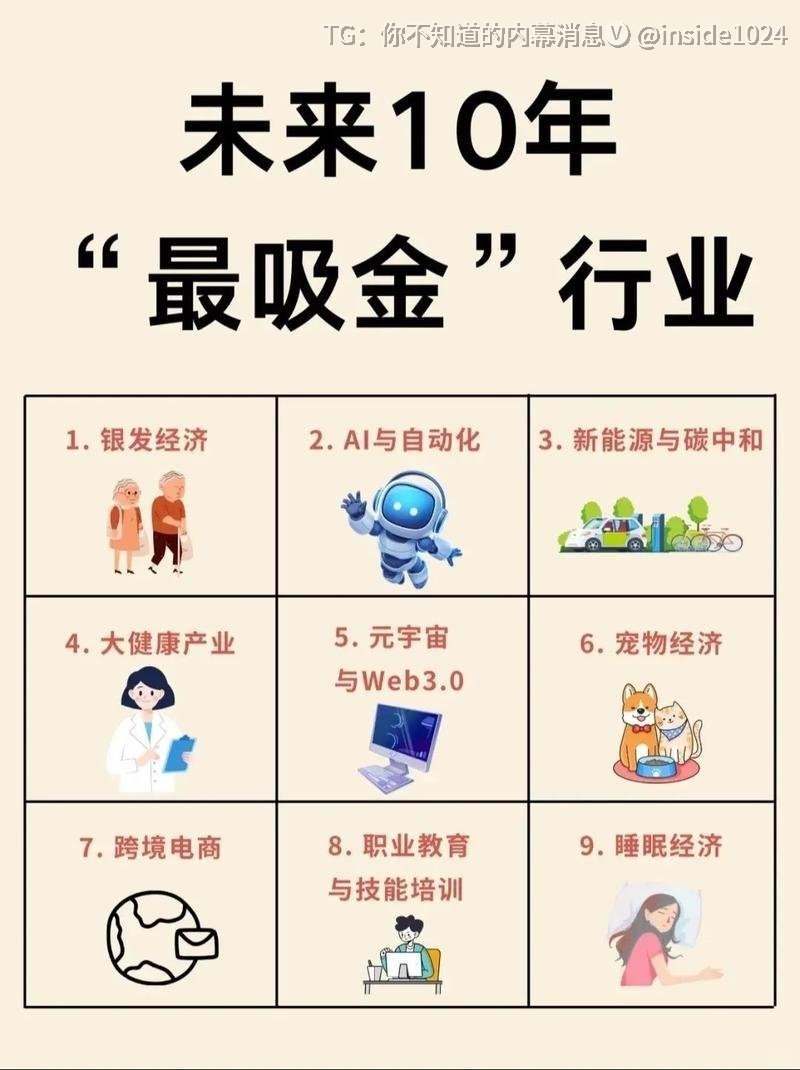 TG：你不知道的内幕消息Ⓥ @inside1024
未来10年
“最吸金”行业
1. 银发经济
2. AI与自动化
3. 新能源与碳中和
4. 大健康产业
5. 元宇宙
与Web3.0
6. 宠物经济
7. 跨境电商
8. 职业教育
与技能培训
9. 睡眠经济